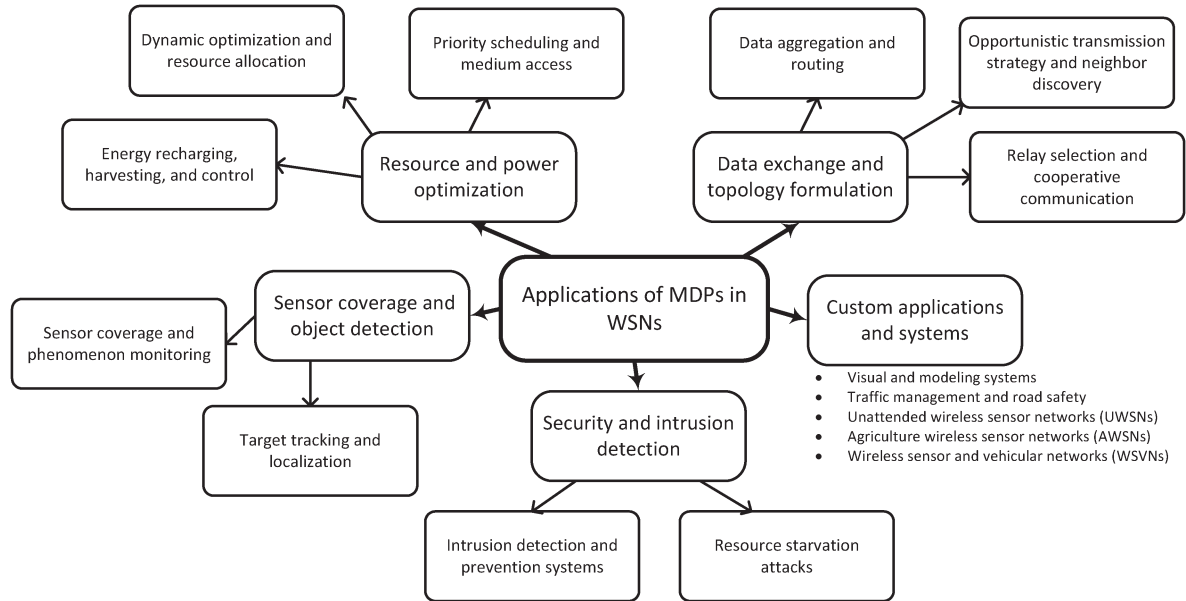 Dynamic optimization and
resource allocation
Priority scheduling and
medium access
Data aggregation and
routing
Opportunistic transmission
strategy and neighbor
discovery
Energy recharging,
harvesting, and control
Resource and power
optimization
Data exchange and
topology formulation
Relay selection and
cooperative
communication
Sensor coverage and
phenomenon monitoring
Sensor coverage and
object detection
Applications of MDPs in
WSNs
Custom applications
and systems
• Visual and modeling systems
• Traffic management and road safety
• Unattended wireless sensor networks (UWSNs)
• Agriculture wireless sensor networks (AWSNs)
• Wireless sensor and vehicular networks (WSVNs)
Target tracking and
localization
Security and intrusion
detection
Intrusion detection and
prevention systems
Resource starvation
attacks